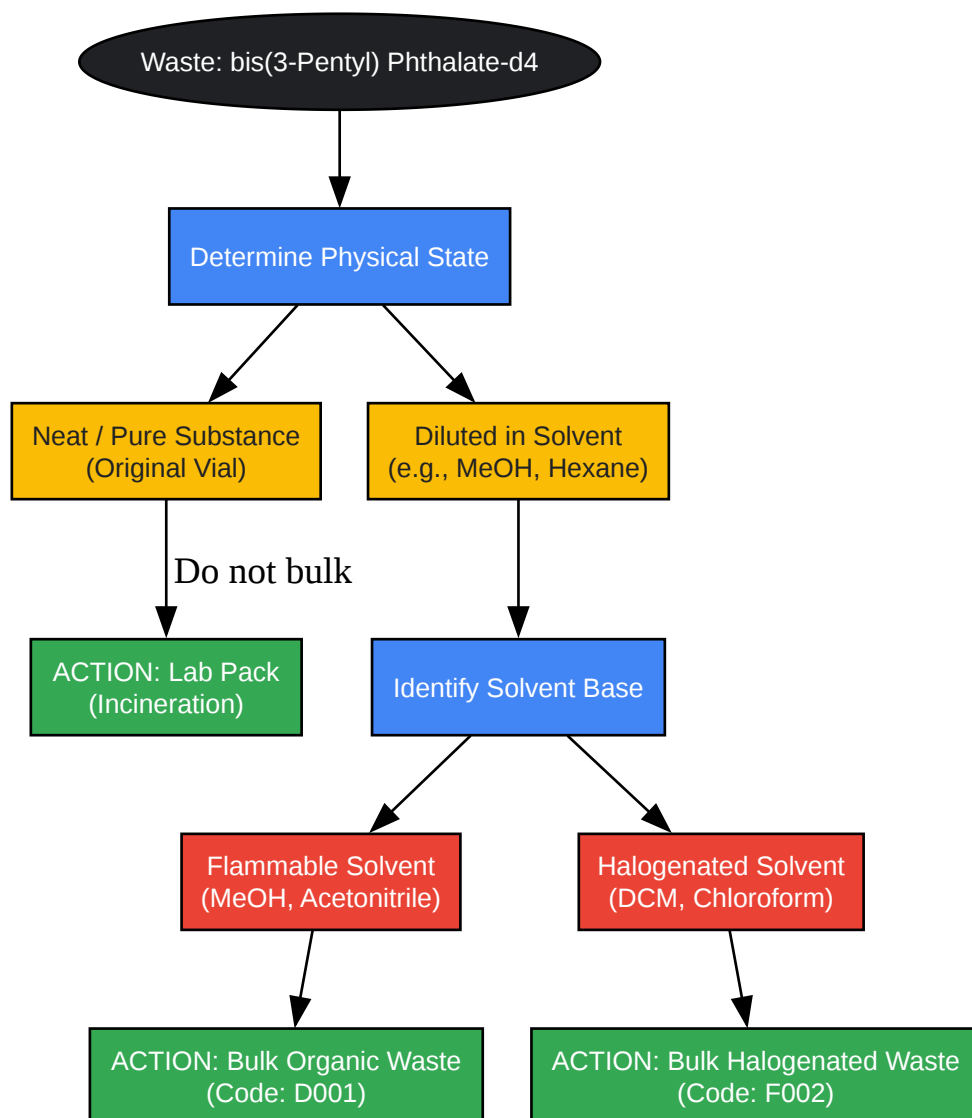 Waste: bis(3-Pentyl) Phthalate-d4
Determine Physical State
Neat / Pure Substance
(Original Vial)
Diluted in Solvent
(e.g., MeOH, Hexane)
Do not bulk
ACTION: Lab Pack
(Incineration)
Identify Solvent Base
Flammable Solvent
(MeOH, Acetonitrile)
Halogenated Solvent
(DCM, Chloroform)
ACTION: Bulk Organic Waste
(Code: D001)
ACTION: Bulk Halogenated Waste
(Code: F002)